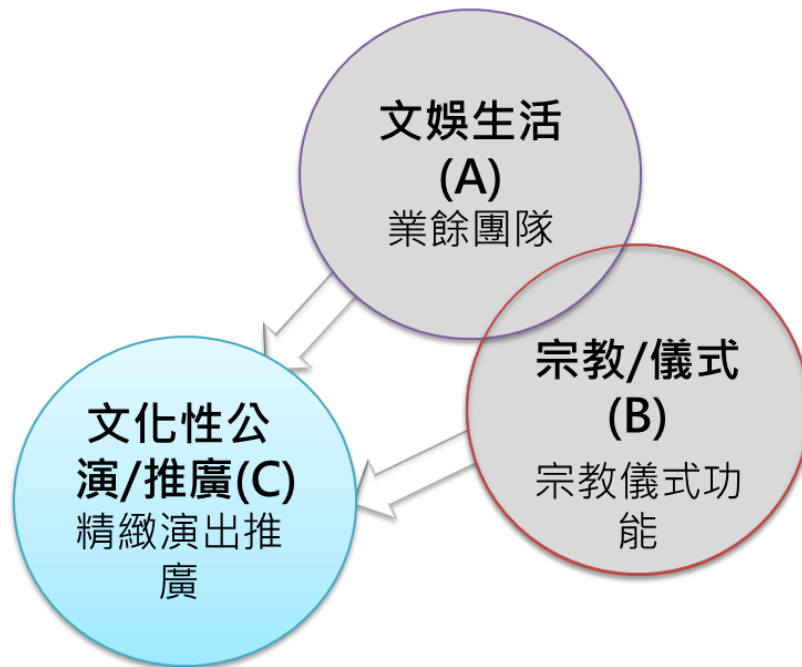 文娛生活
(A)
業餘團隊
宗教/儀式
(B)
宗教儀式功
能
文化性公
演/推廣(C)
精緻演出推
廣